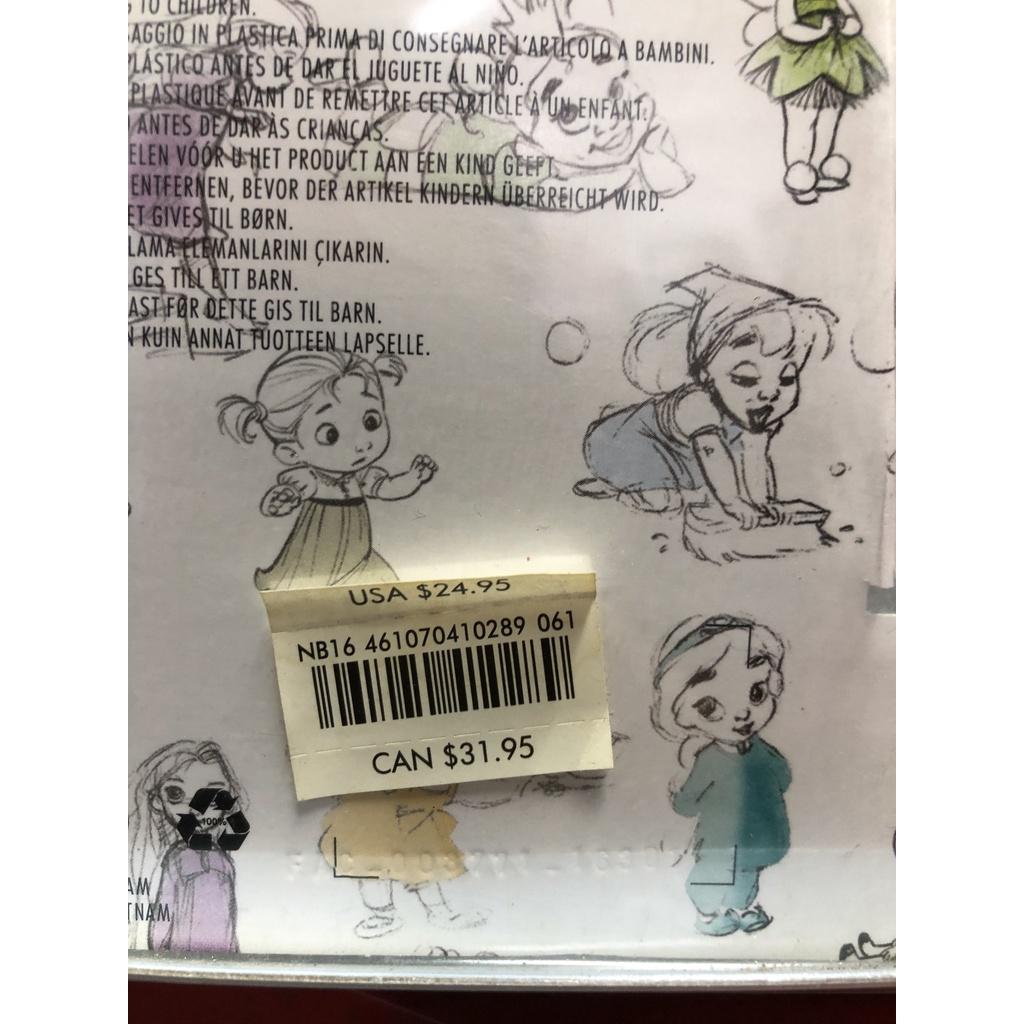 TO CHILDREN.
AGGIO IN PLASTICA PRIMA DI CONSEGNARE L'ARTICOLO A BAMBINI.
LÁSTICO ANTES DE DAR EL JUGUETE AL NIÑO.
PLASTIQUE AVANT DE REMETTRE CET ARTICLE À UN ENFANT.
ANTES DE DAR ÀS CRIANÇAS.
ELEN VÓÓR U HET PRODUCT AAN EEN KIND GEEFT.
ENTFERNEN, BEVOR DER ARTIKEL KINDERN ÜBERREICHT WIRD.
ET GIVES TIL BØRN.
LAMA ELEMANLARINI ÇIKARIN.
GES TILL ETT BARN.
AST FØR DETTE GIS TIL BARN.
N KUIN ANNAT TUOTTEEN LAPSELLE.
USA $24.95
NB16 461070410289 061
CAN $31.95
100%
AM
TNAM